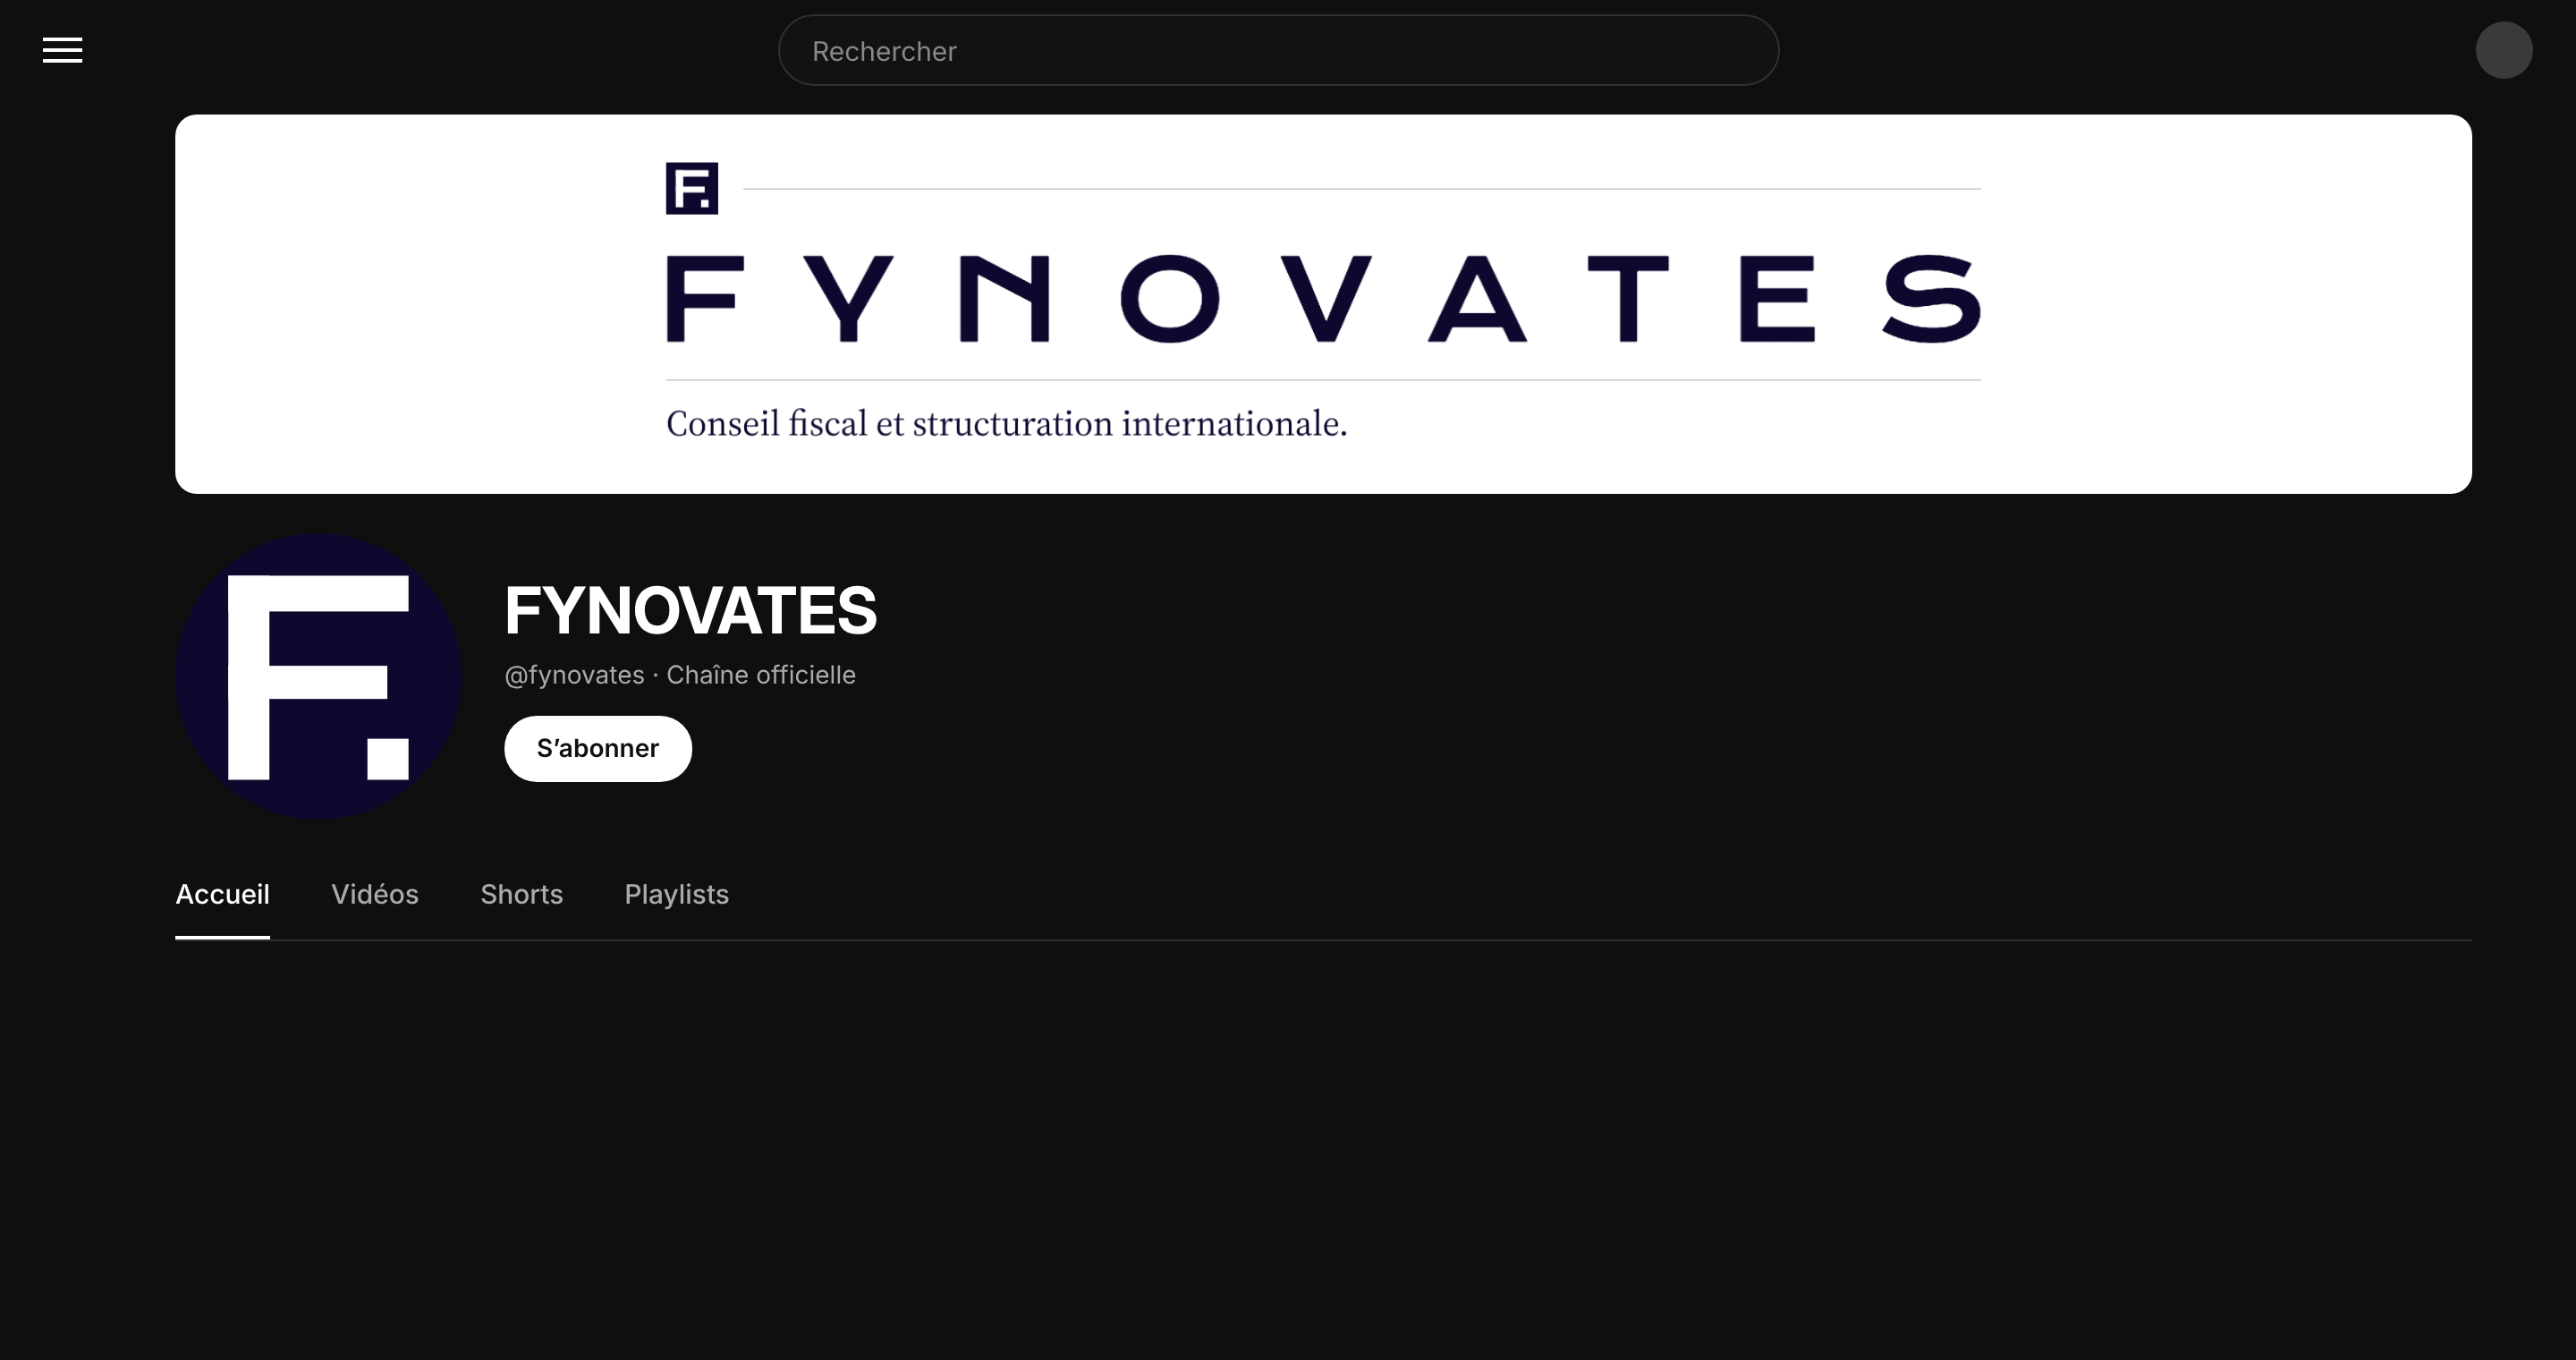 Rechercher
F.
FYNOVATES
Conseil fiscal et structuration internationale.
F.
FYNOVATES
@fynovates · Chaîne officielle
S’abonner
Accueil Vidéos Shorts Playlists